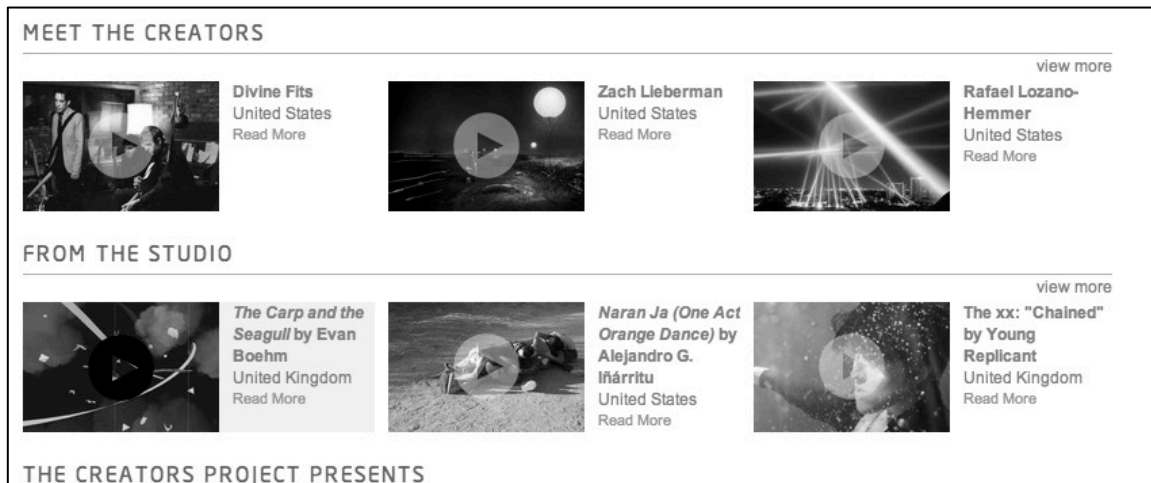 MEET THE CREATORS
view more
Divine Fits
United States
Read More
Zach Lieberman
United States
Read More
Rafael Lozano-
Hemmer
United States
Read More
FROM THE STUDIO
view more
The Carp and the
Seagull by Evan
Boehm
United Kingdom
Read More
Naran Ja (One Act
Orange Dance) by
Alejandro G.
Iñárritu
United States
Read More
The xx: "Chained"
by Young
Replicant
United Kingdom
Read More
THE CREATORS PROJECT PRESENTS